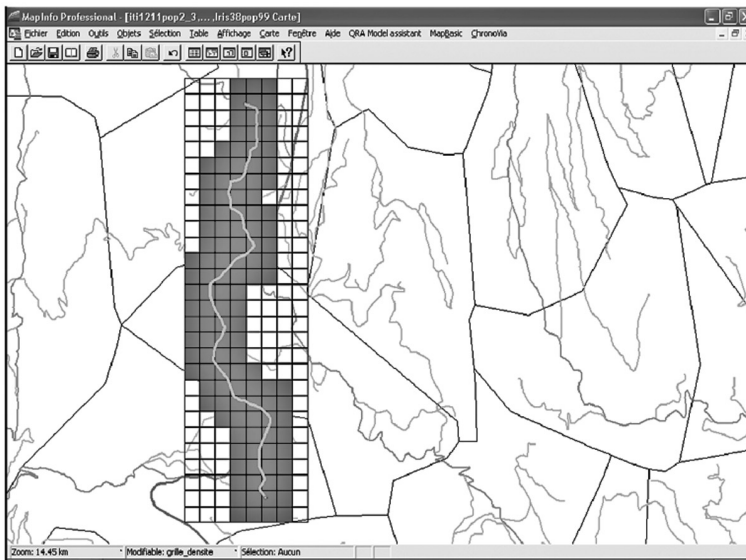 MapInfo Professional - [iti1211pop2_3,...,Iris38pop99 Carte]
Fichier Edition Outils Objets Sélection Table Affichage Carte Fenêtre Aide QRA Model assistant MapBasic ChronoVia
Zoom: 14.45 km Modifiable: grille_densite Sélection: Aucun